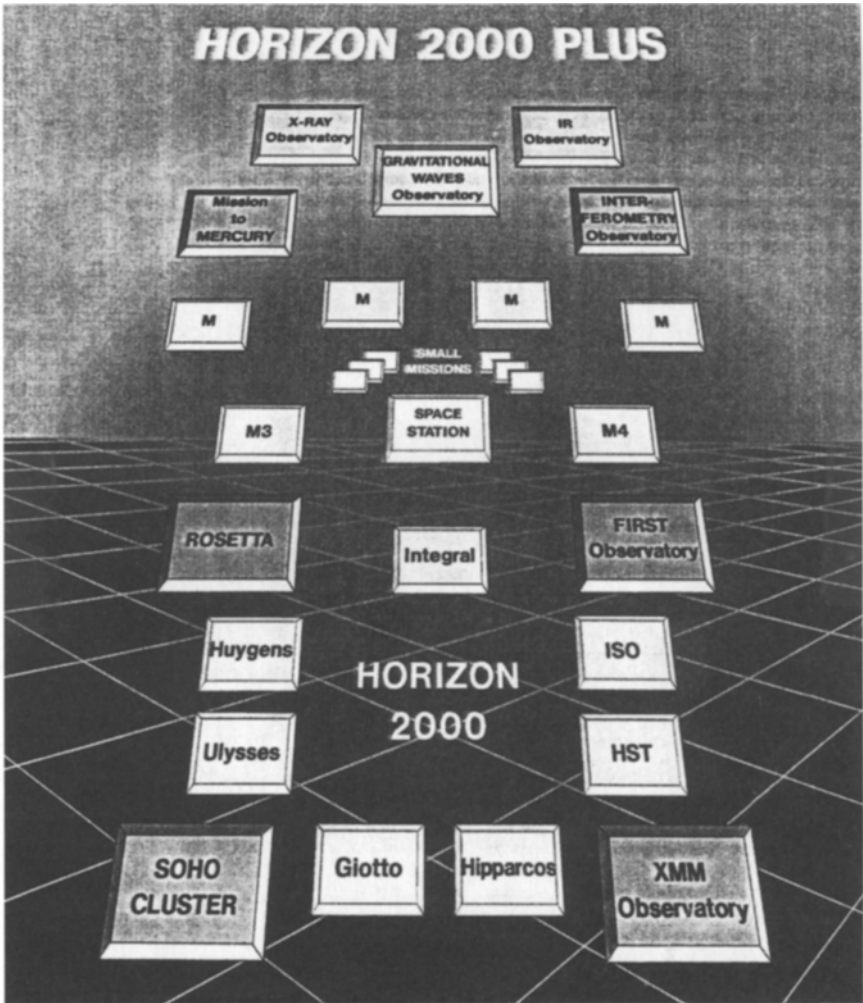 HORIZON 2000 PLUS
X-RAY
Observatory
IR
Observatory
GRAVITATIONAL
WAVES
Observatory
Mission
to
MERCURY
INTER-
FEROMETRY
Observatory
M
M
M
M
SMALL
MISSIONS
M3
SPACE
STATION
M4
ROSETTA
Integral
FIRST
Observatory
Huygens
HORIZON
2000
ISO
Ulysses
HST
SOHO
CLUSTER
Giotto
Hipparcos
XMM
Observatory